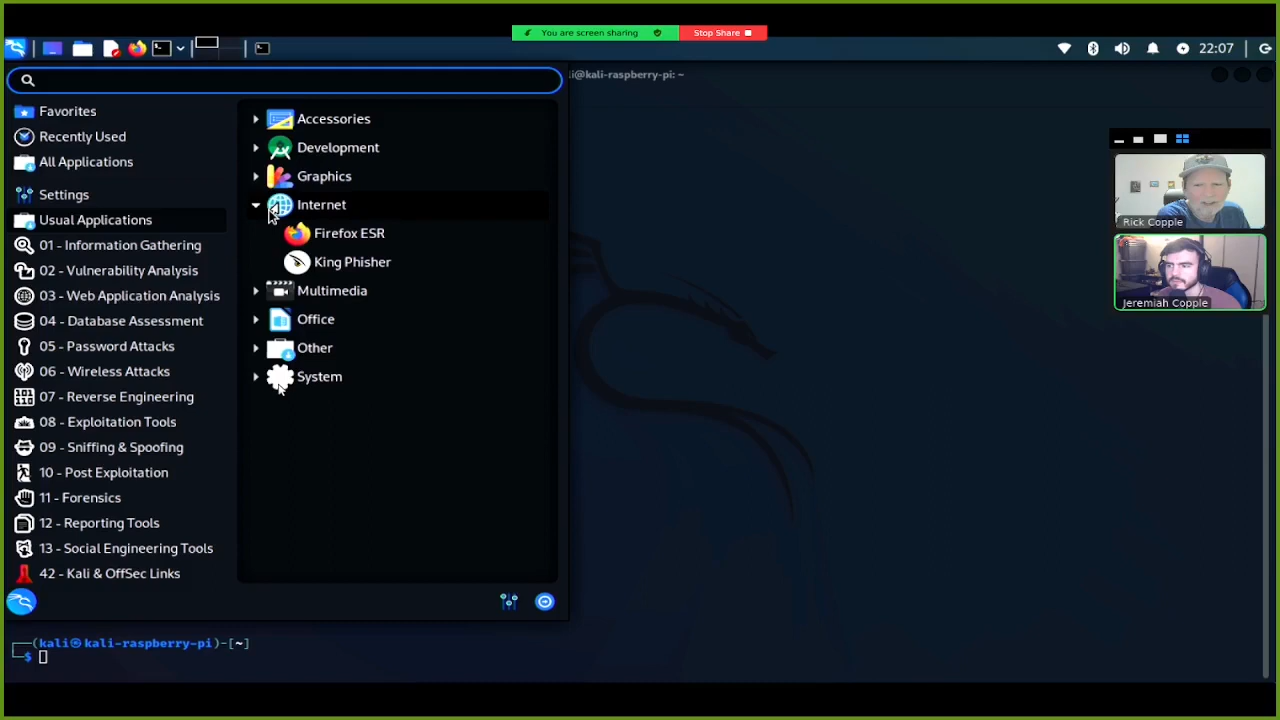 You are screen sharing
Stop Share
22:07
li@kali-raspberry-pi: ~
Favorites
Recently Used
All Applications
Settings
Usual Applications
01 - Information Gathering
02 - Vulnerability Analysis
03 - Web Application Analysis
04 - Database Assessment
05 - Password Attacks
06 - Wireless Attacks
07 - Reverse Engineering
08 - Exploitation Tools
09 - Sniffing & Spoofing
10 - Post Exploitation
11 - Forensics
12 - Reporting Tools
13 - Social Engineering Tools
42 - Kali & OffSec Links
Accessories
Development
Graphics
Internet
Firefox ESR
King Phisher
Multimedia
Office
Other
System
Rick Copple
Jeremiah Copple
┌──(kali㉿kali-raspberry-pi)-[~]
└─$